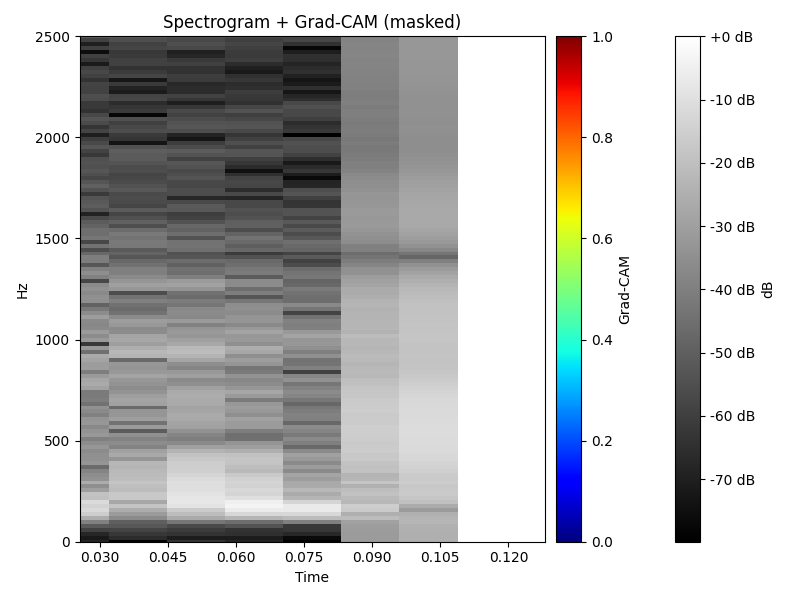 Spectrogram + Grad-CAM (masked)
2500
2000
1500
1000
500
0
Hz
0.030
0.045
0.060
0.075
0.090
0.105
0.120
Time
1.0
0.8
0.6
0.4
0.2
0.0
Grad-CAM
+0 dB
-10 dB
-20 dB
-30 dB
-40 dB
-50 dB
-60 dB
-70 dB
dB